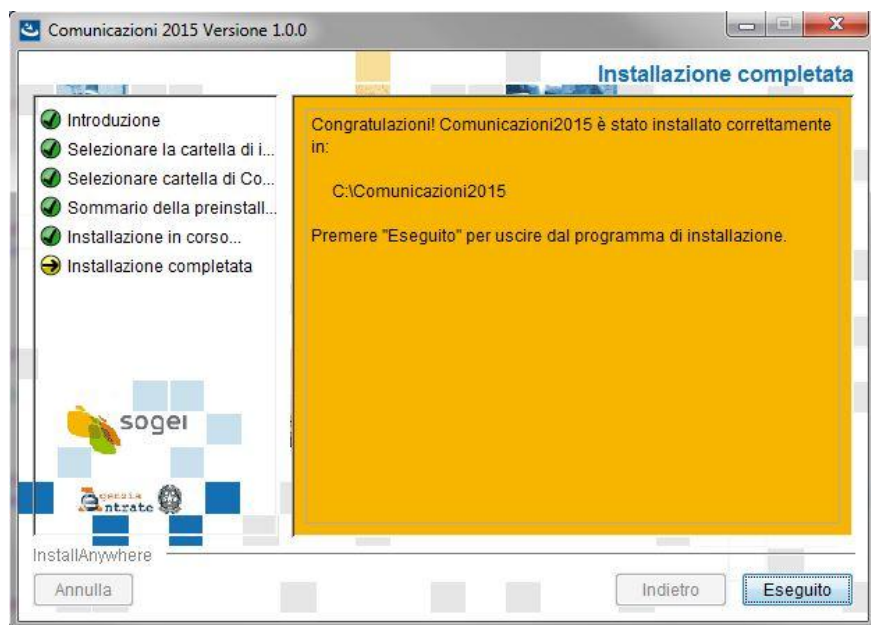 Comunicazioni 2015 Versione 1.0.0
Installazione completata
Introduzione
Selezionare la cartella di i...
Selezionare cartella di Co...
Sommario della preinstall...
Installazione in corso...
Installazione completata
Congratulazioni! Comunicazioni2015 è stato installato correttamente
in:
C:\Comunicazioni2015
Premere "Eseguito" per uscire dal programma di installazione.
sogei
Agenzia
Entrate
InstallAnywhere
Annulla
Indietro
Eseguito